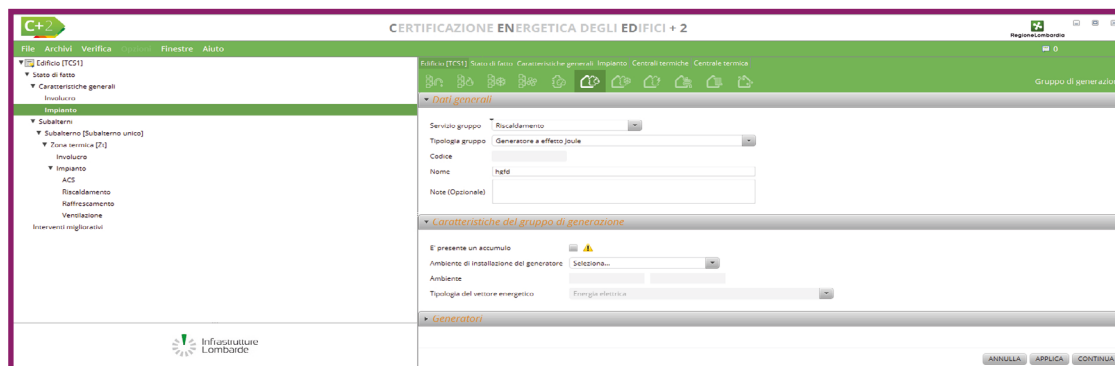 C+2
CERTIFICAZIONE ENERGETICA DEGLI EDIFICI + 2
RegioneLombardia
File Archivi Verifica Opzioni Finestre Aiuto
0
Edificio [TCS1]
Stato di fatto
Caratteristiche generali
Involucro
Impianto
Subalterni
Subalterno [Subalterno unico]
Zona termica [Z1]
Involucro
Impianto
ACS
Riscaldamento
Raffrescamento
Ventilazione
Interventi migliorativi
Infrastrutture
Lombarde
Edificio [TCS1] Stato di fatto Caratteristiche generali Impianto Centrali termiche Centrale termica
Gruppo di generazion
Dati generali
Servizio gruppo Riscaldamento
Tipologia gruppo Generatore a effetto Joule
Codice
Nome hgfd
Note (Opzionale)
Caratteristiche del gruppo di generazione
E' presente un accumulo
Ambiente di installazione del generatore Seleziona...
Ambiente
Tipologia del vettore energetico Energia elettrica
Generatori
ANNULLA APPLICA CONTINUA